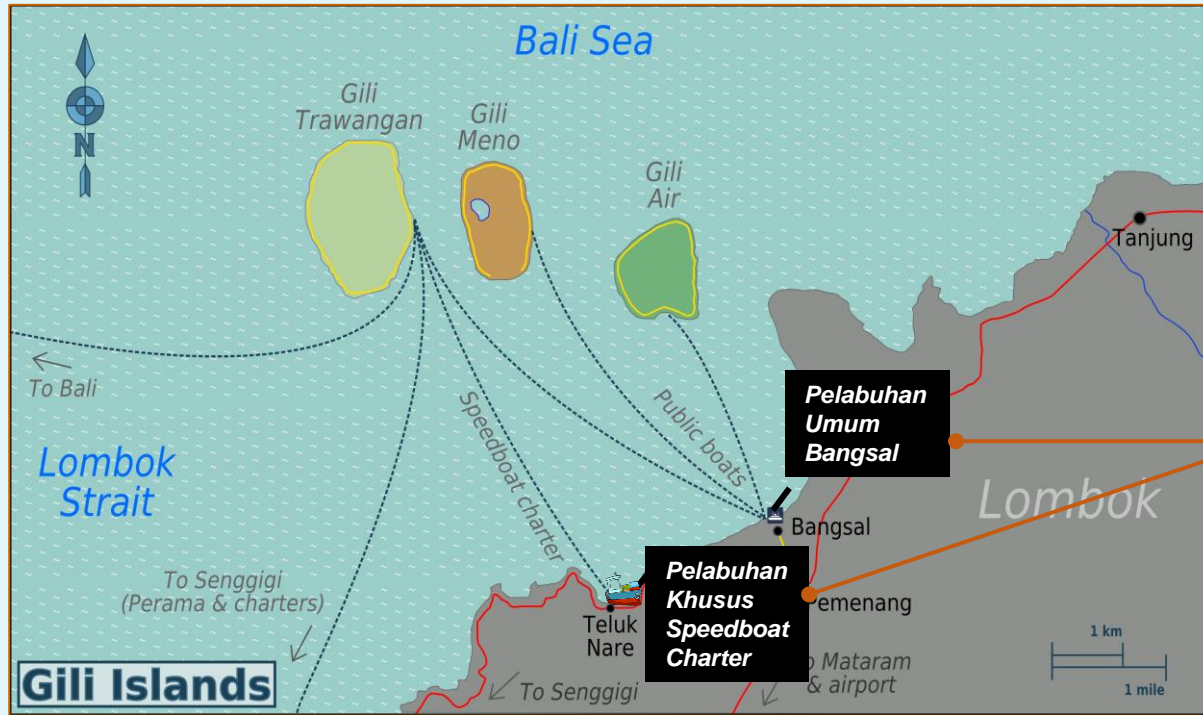 Bali Sea
Gili
Trawangan
Gili
Meno
Gili
Air
N
Tanjung
To Bali
Pelabuhan
Umum
Bangsal
Speedboat charter
Public boats
Lombok
Strait
Lombok
Bangsal
To Senggigi
(Perama & charters)
Pelabuhan
Khusus
Speedboat
Charter
Pemenang
Teluk
Nare
1 km
1 mile
To Mataram
& airport
To Senggigi
Gili Islands